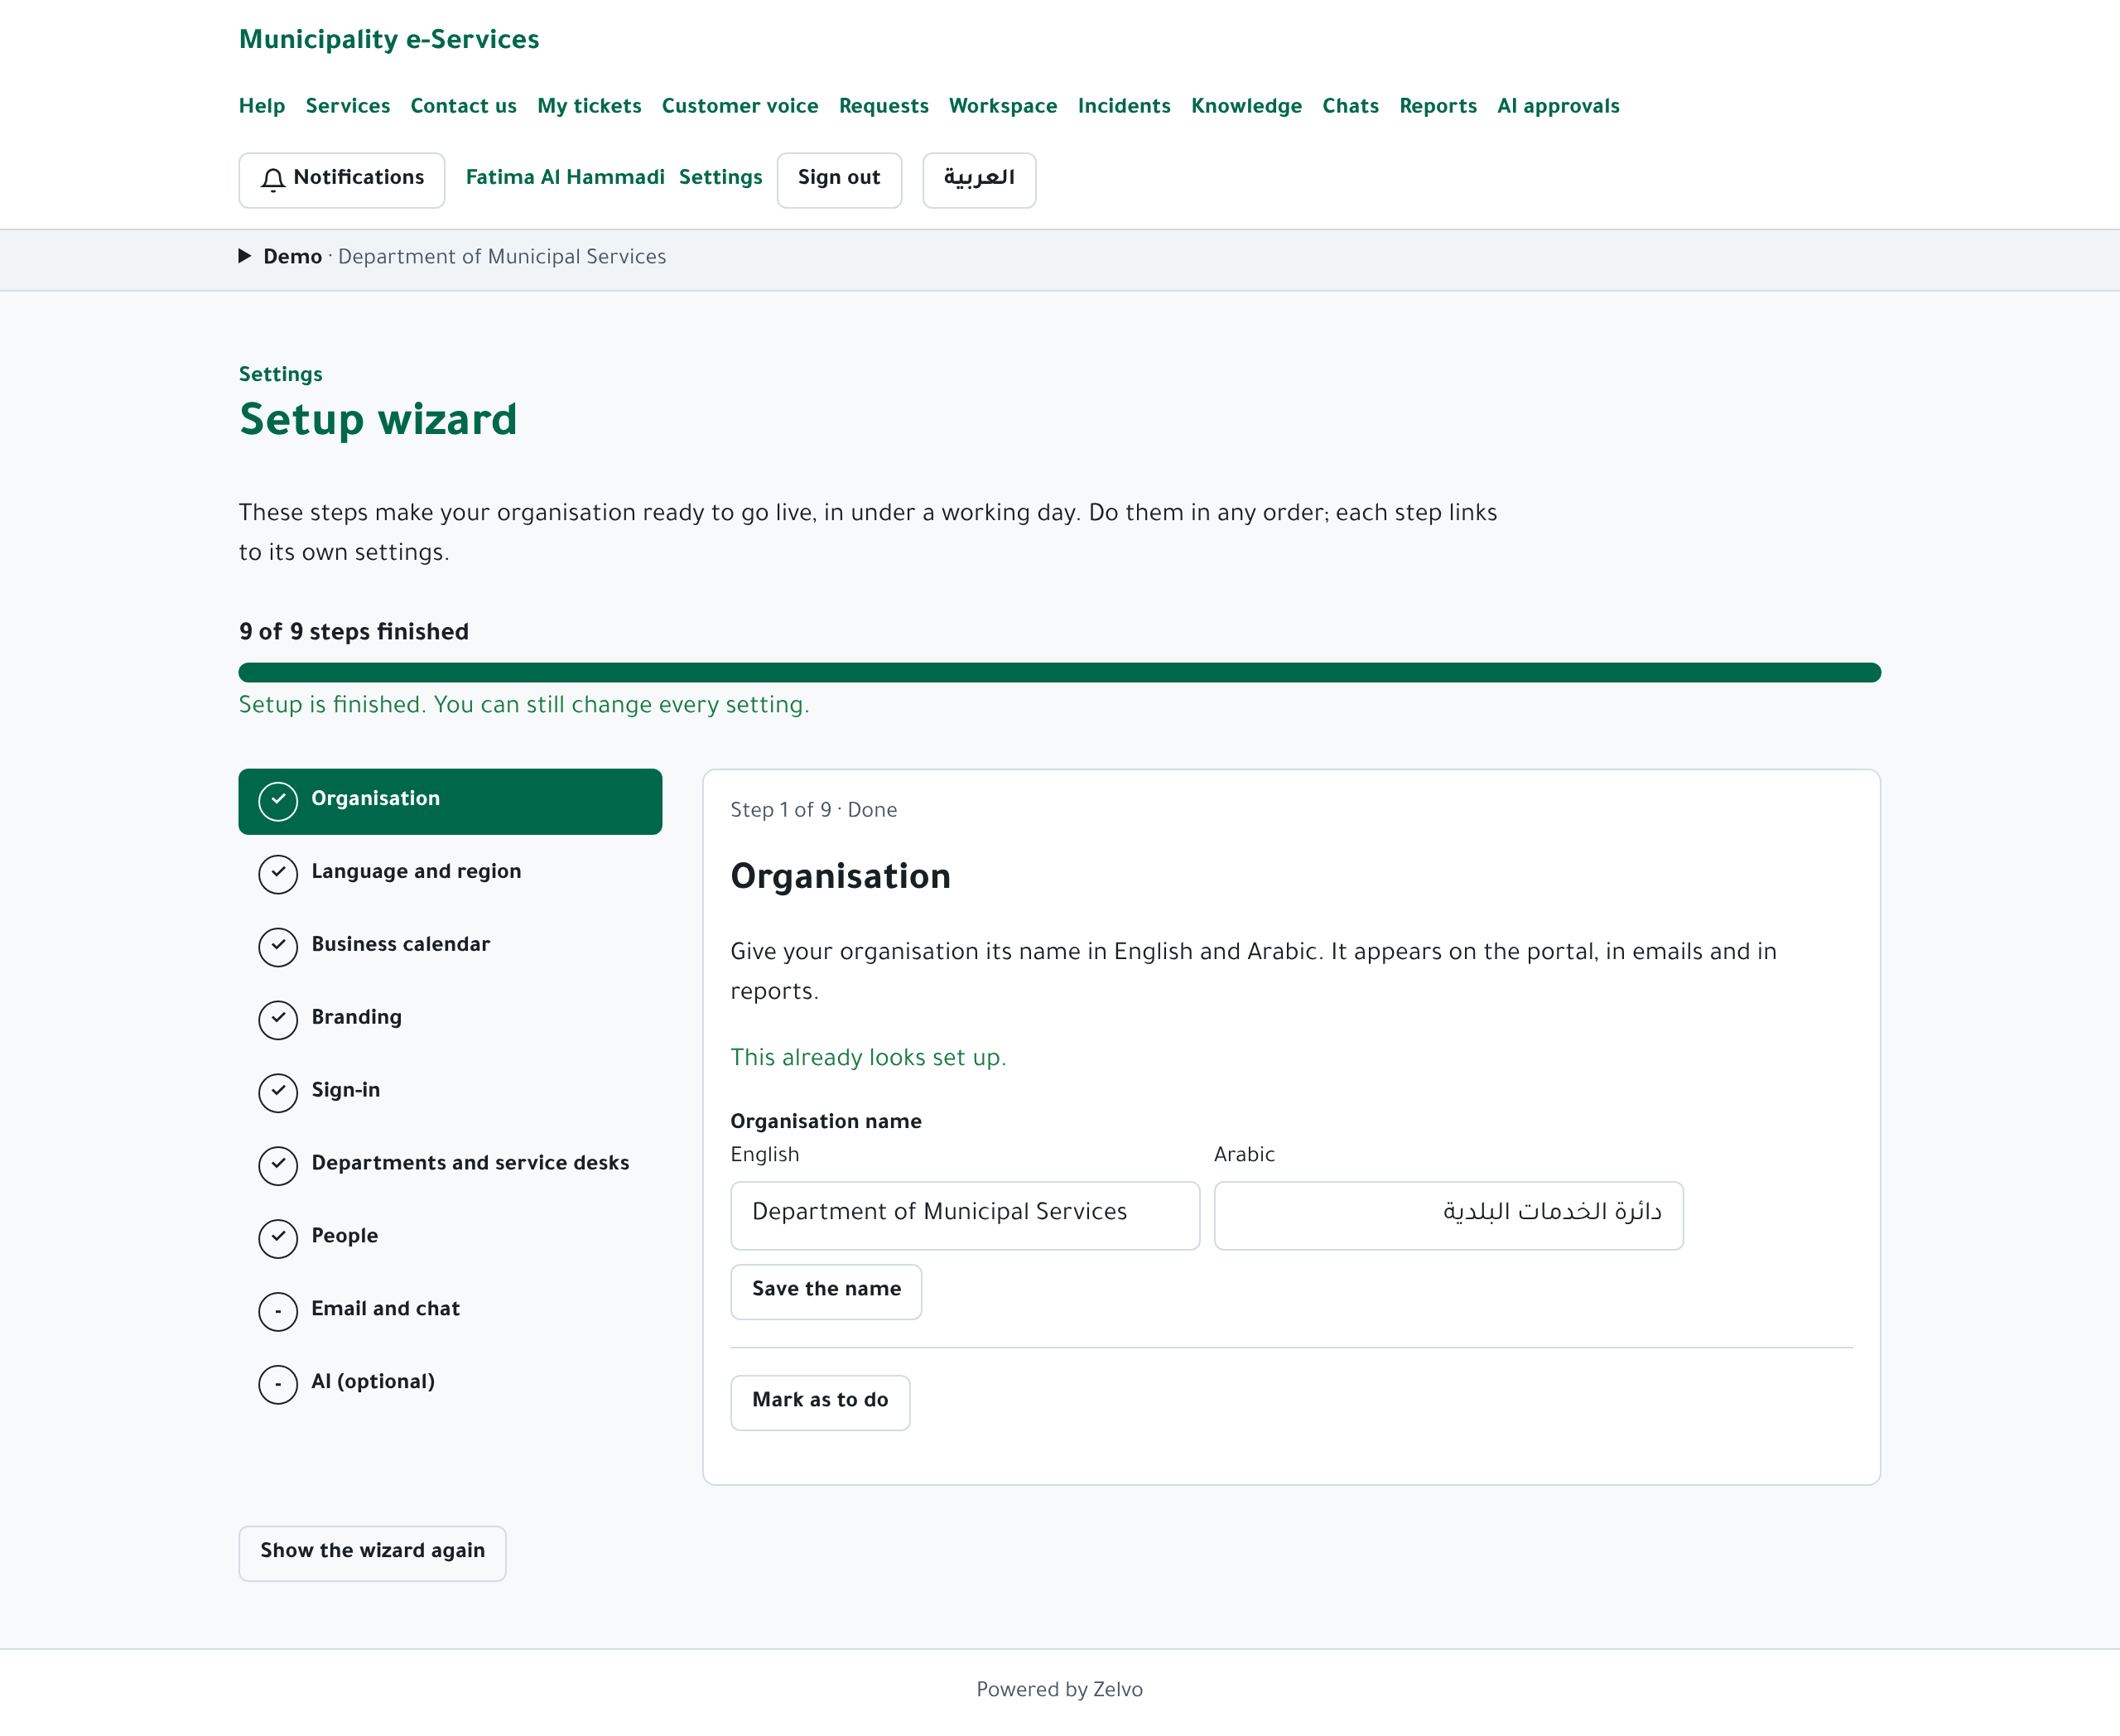 Municipality e-Services
Help Services Contact us My tickets Customer voice Requests Workspace Incidents Knowledge Chats Reports AI approvals
Notifications Fatima Al Hammadi Settings Sign out العربية
Demo · Department of Municipal Services
Settings
Setup wizard
These steps make your organisation ready to go live, in under a working day. Do them in any order; each step links
to its own settings.
9 of 9 steps finished
Setup is finished. You can still change every setting.
Organisation
Language and region
Business calendar
Branding
Sign-in
Departments and service desks
People
- Email and chat
- AI (optional)
Step 1 of 9 · Done
Organisation
Give your organisation its name in English and Arabic. It appears on the portal, in emails and in
reports.
This already looks set up.
Organisation name
English Arabic
Department of Municipal Services دائرة الخدمات البلدية
Save the name
Mark as to do
Show the wizard again
Powered by Zelvo